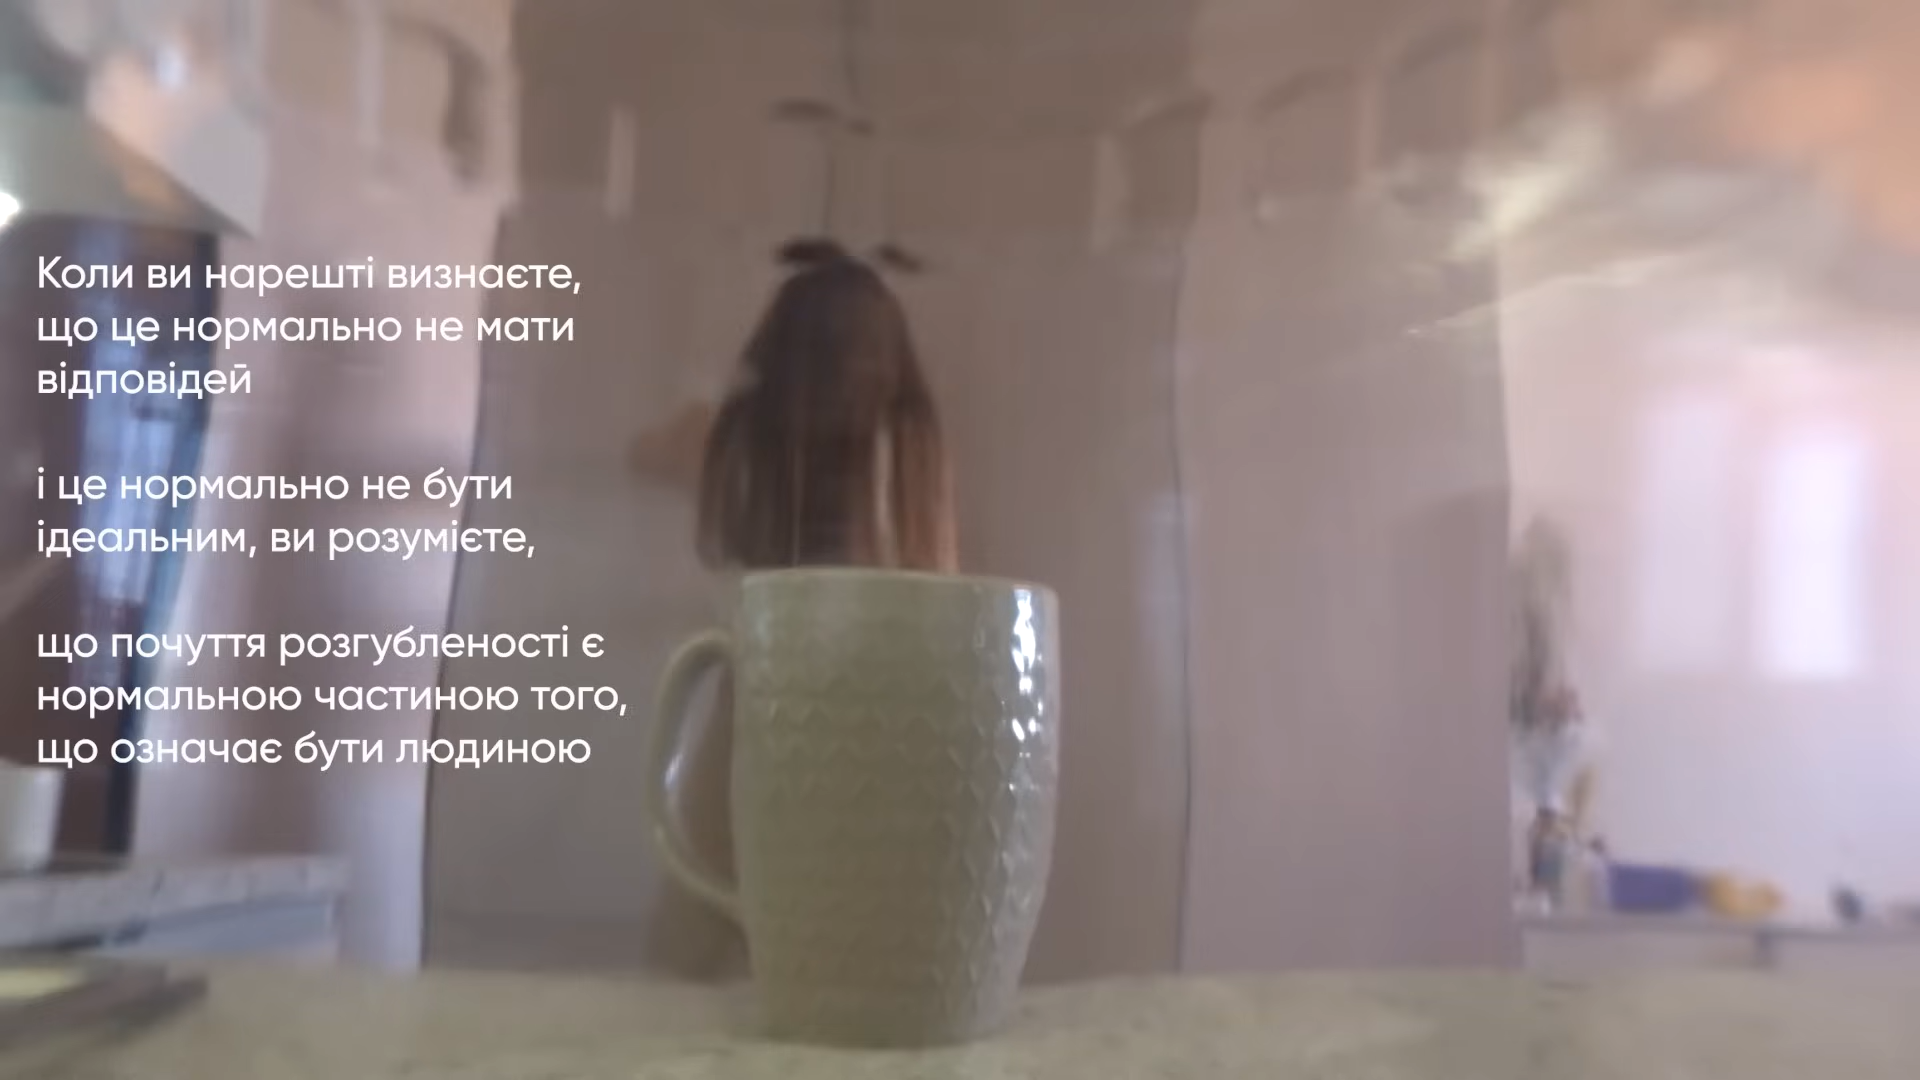 Коли ви нарешті визнаєте,
що це нормально не мати
відповідей
і це нормально не бути
ідеальним, ви розумієте,
що почуття розгубленості є
нормальною частиною того,
що означає бути людиною